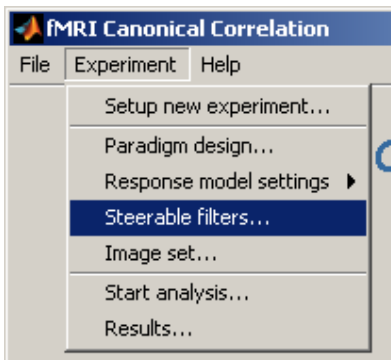 fMRI Canonical Correlation
File Experiment Help
Setup new experiment...
Paradigm design...
Response model settings
Steerable filters...
Image set...
Start analysis...
Results...